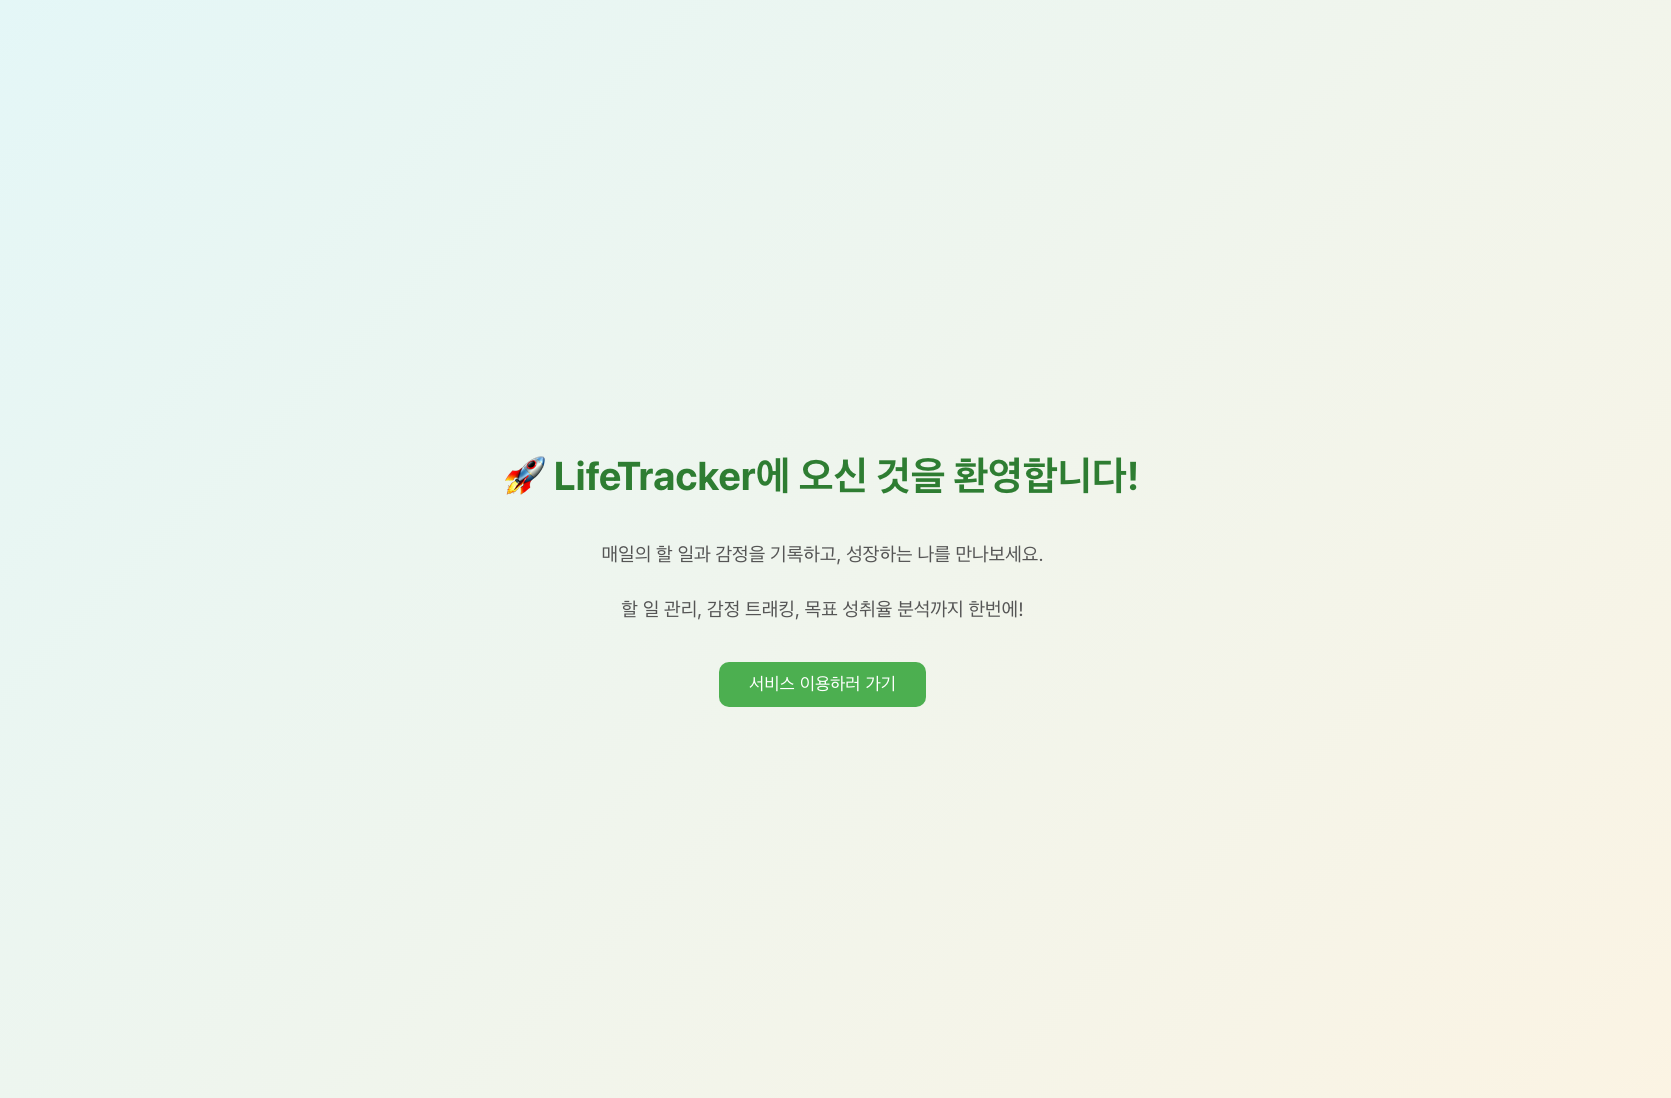 🚀 LifeTracker에 오신 것을 환영합니다!
매일의 할 일과 감정을 기록하고, 성장하는 나를 만나보세요.
할 일 관리, 감정 트래킹, 목표 성취율 분석까지 한번에!
서비스 이용하러 가기